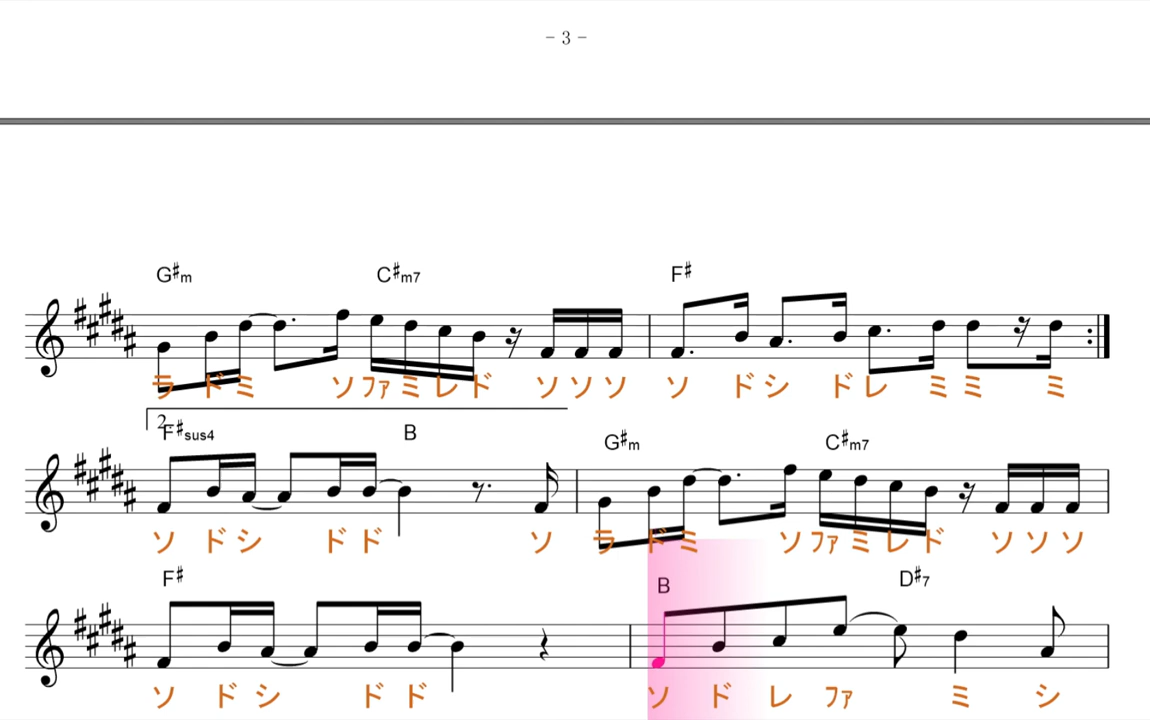 - 3 -
G#m C#m7 F#
ラ ド ミ ソ ファ ミ レ ド ソ ソ ソ ソ ド シ ド レ ミ ミ ミ
2.
F#sus4 B G#m C#m7
ソ ド シ ド ド ソ ラ ド ミ ソ ファ ミ レ ド ソ ソ ソ
F# B D#7
ソ ド シ ド ド ソ ド レ ファ ミ シ